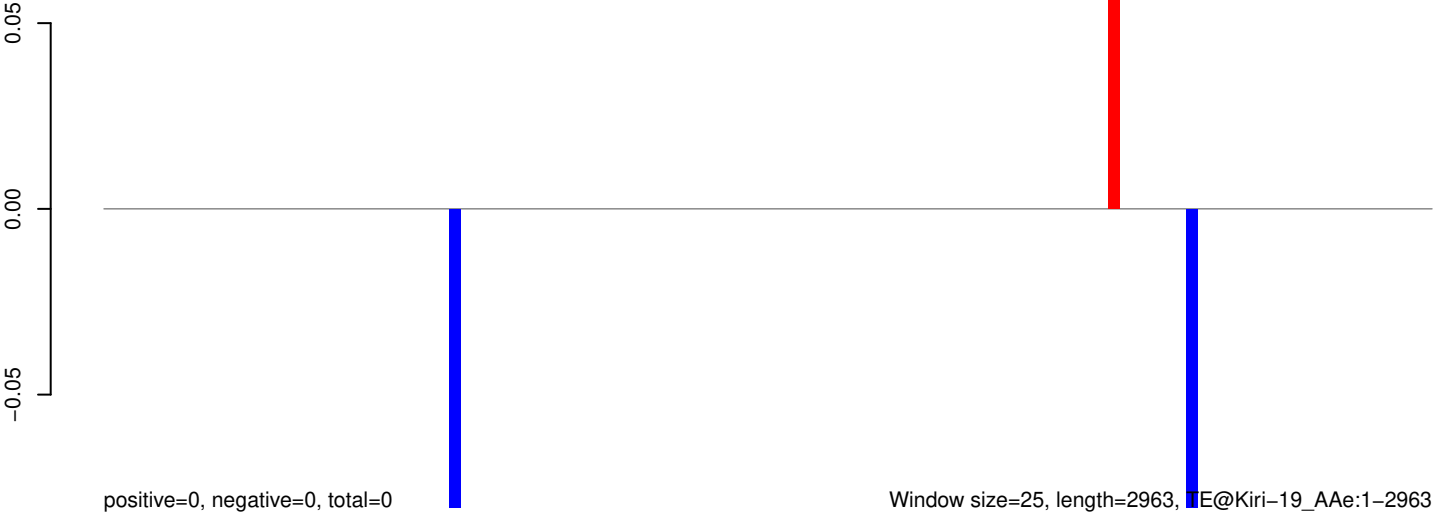 0.05
0.00
−0.05
positive=0, negative=0, total=0
Window size=25, length=2963, TE@Kiri−19_AAe:1−2963